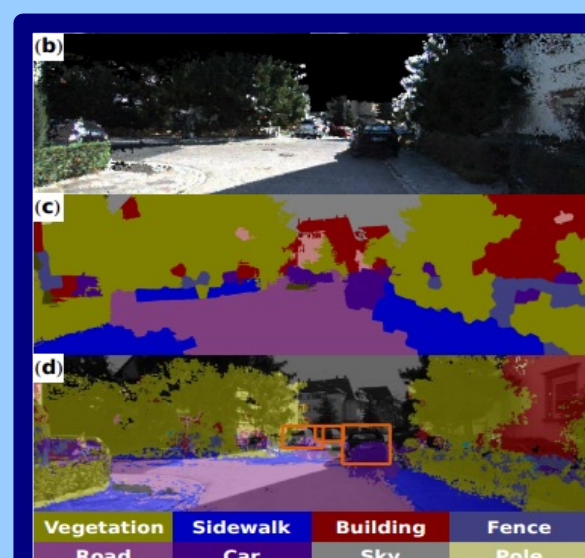 (b)
(c)
(d)
Vegetation Sidewalk Building Fence
Road Car Sky Pole